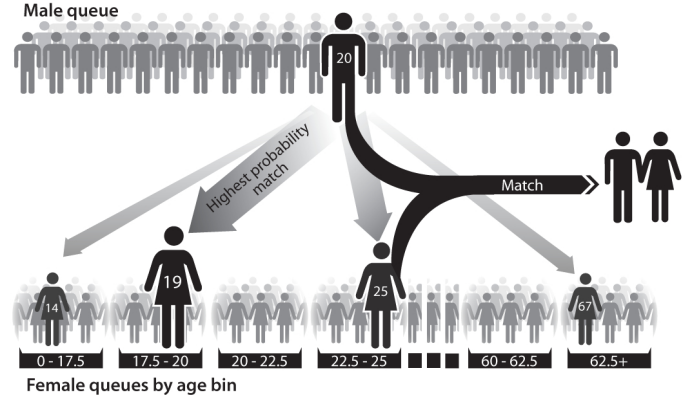 Male queue
20
Highest probability
match
Match
14
19
25
67
0 - 17.5
17.5 - 20
20 - 22.5
22.5 - 25
60 - 62.5
62.5+
Female queues by age bin